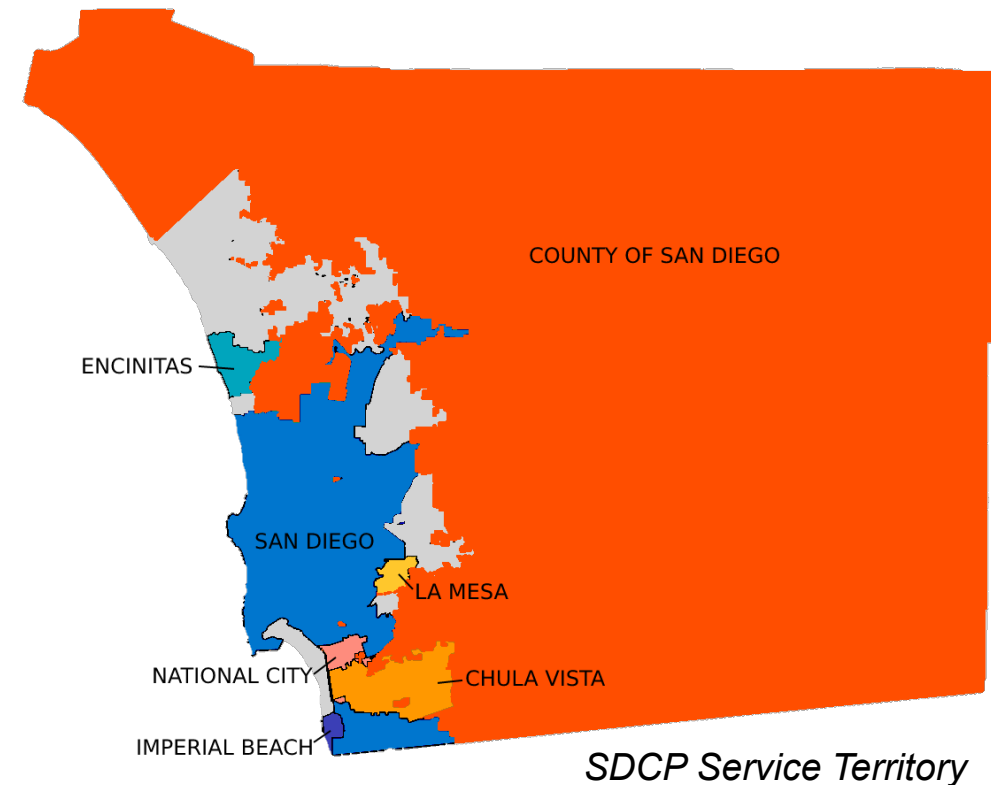 COUNTY OF SAN DIEGO
ENCINITAS
SAN DIEGO
LA MESA
NATIONAL CITY
CHULA VISTA
IMPERIAL BEACH
SDCP Service Territory